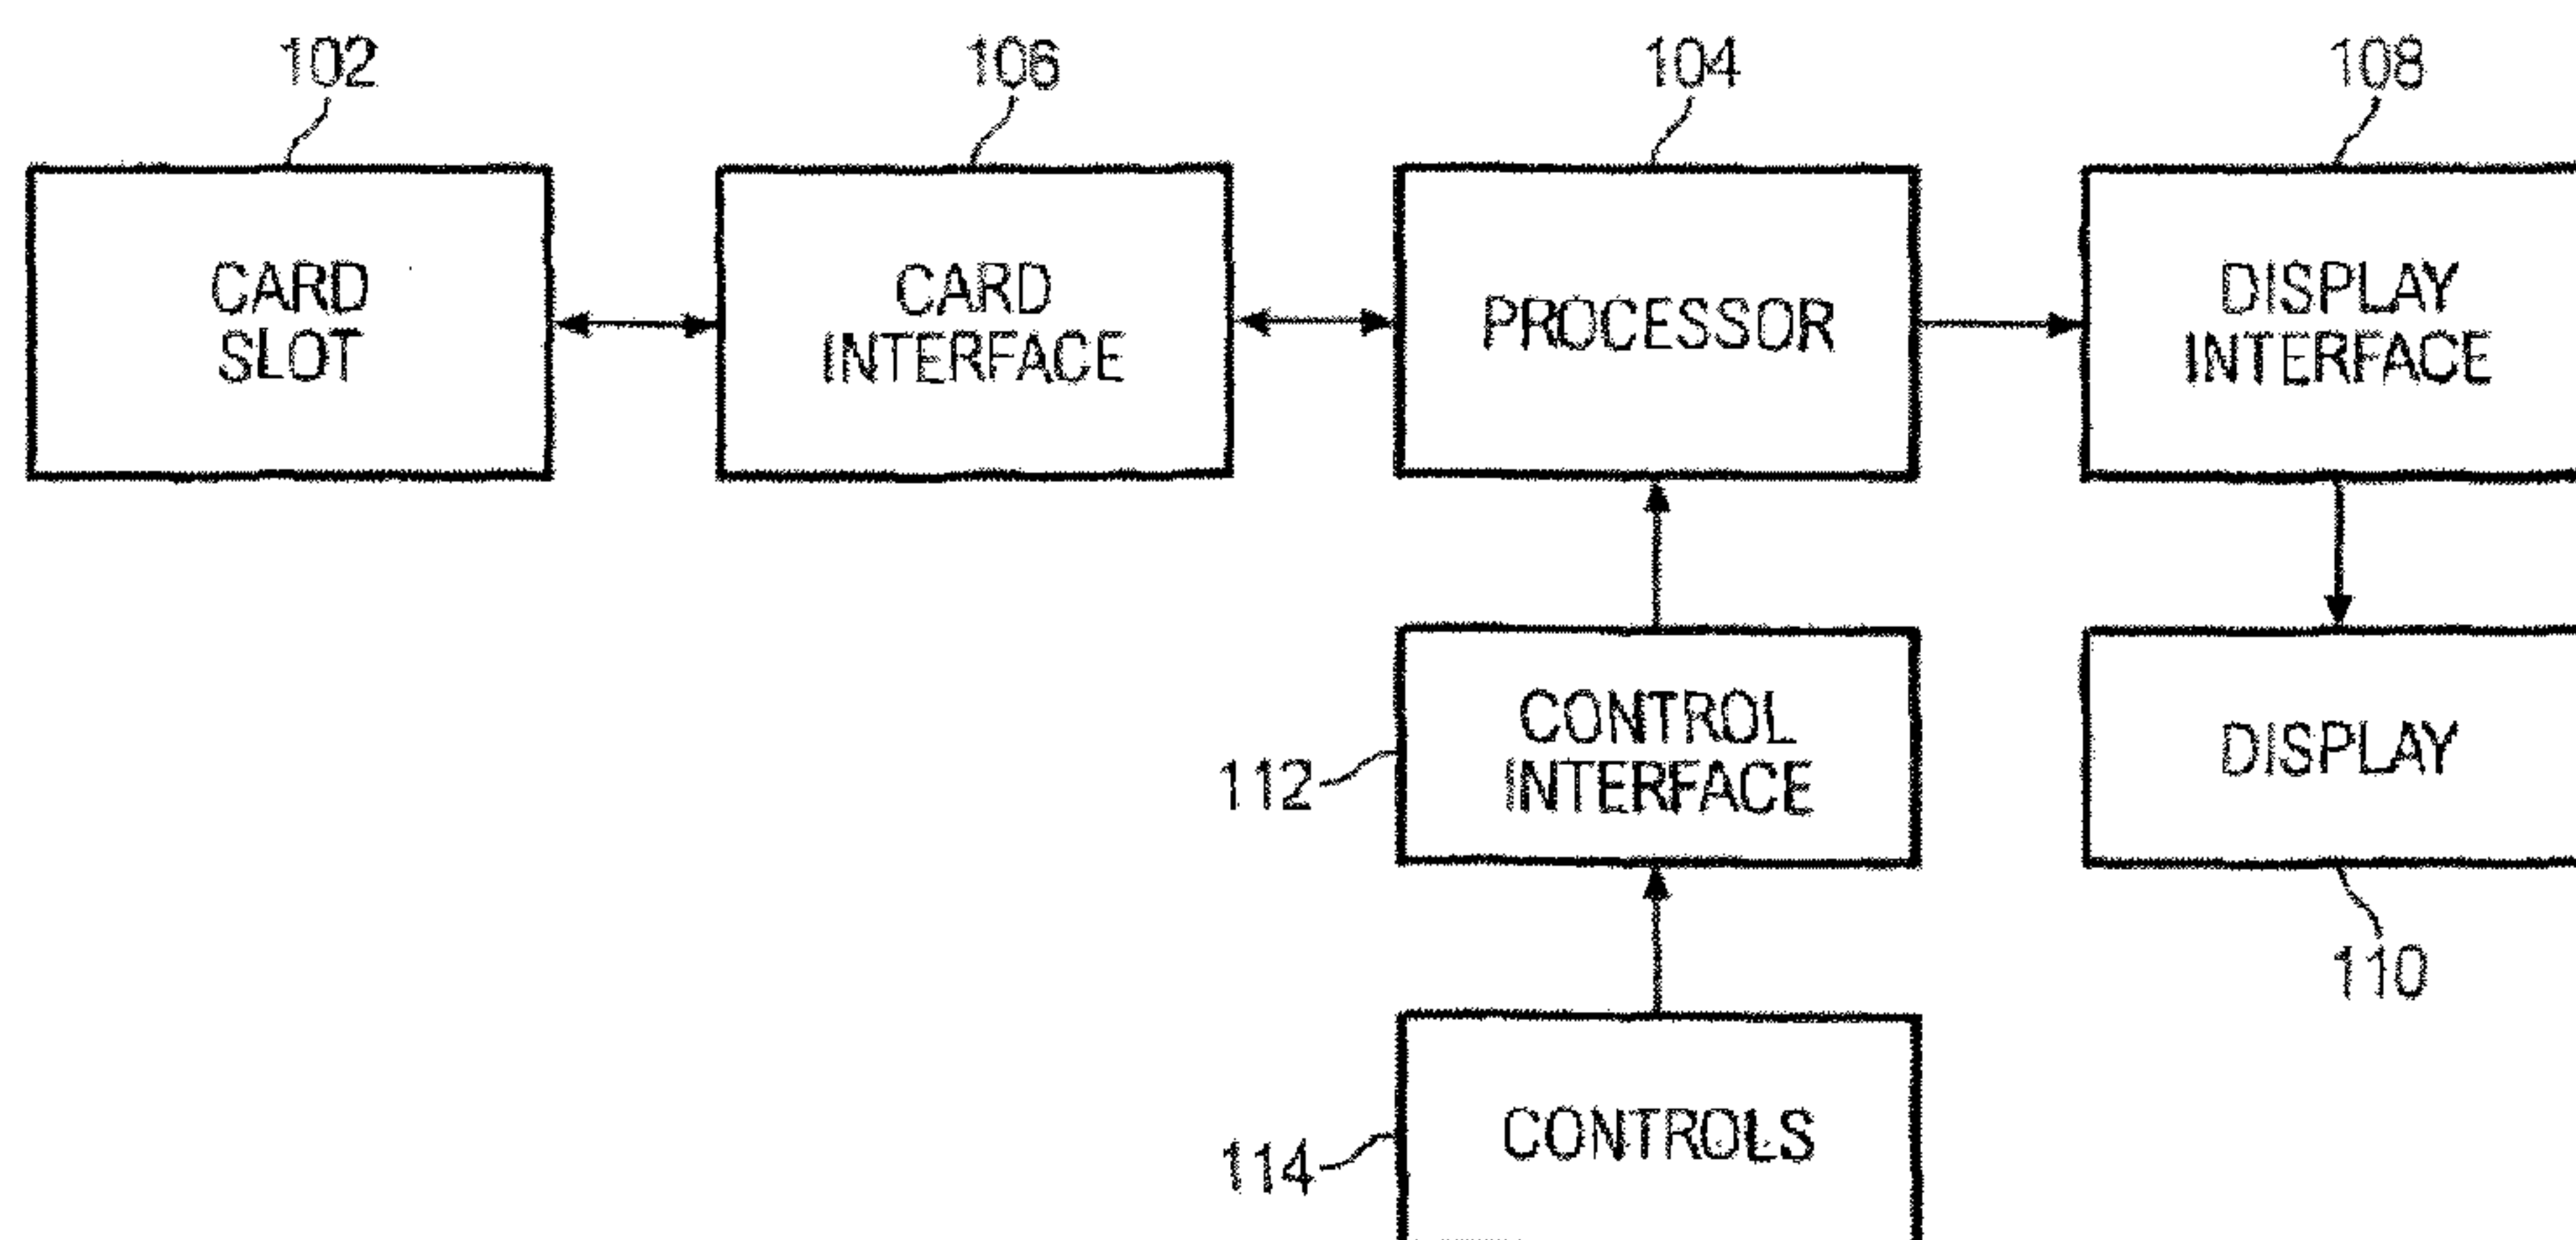 102
106
104
108
CARD
SLOT
CARD
INTERFACE
PROCESSOR
DISPLAY
INTERFACE
112
CONTROL
INTERFACE
DISPLAY
110
114
CONTROLS